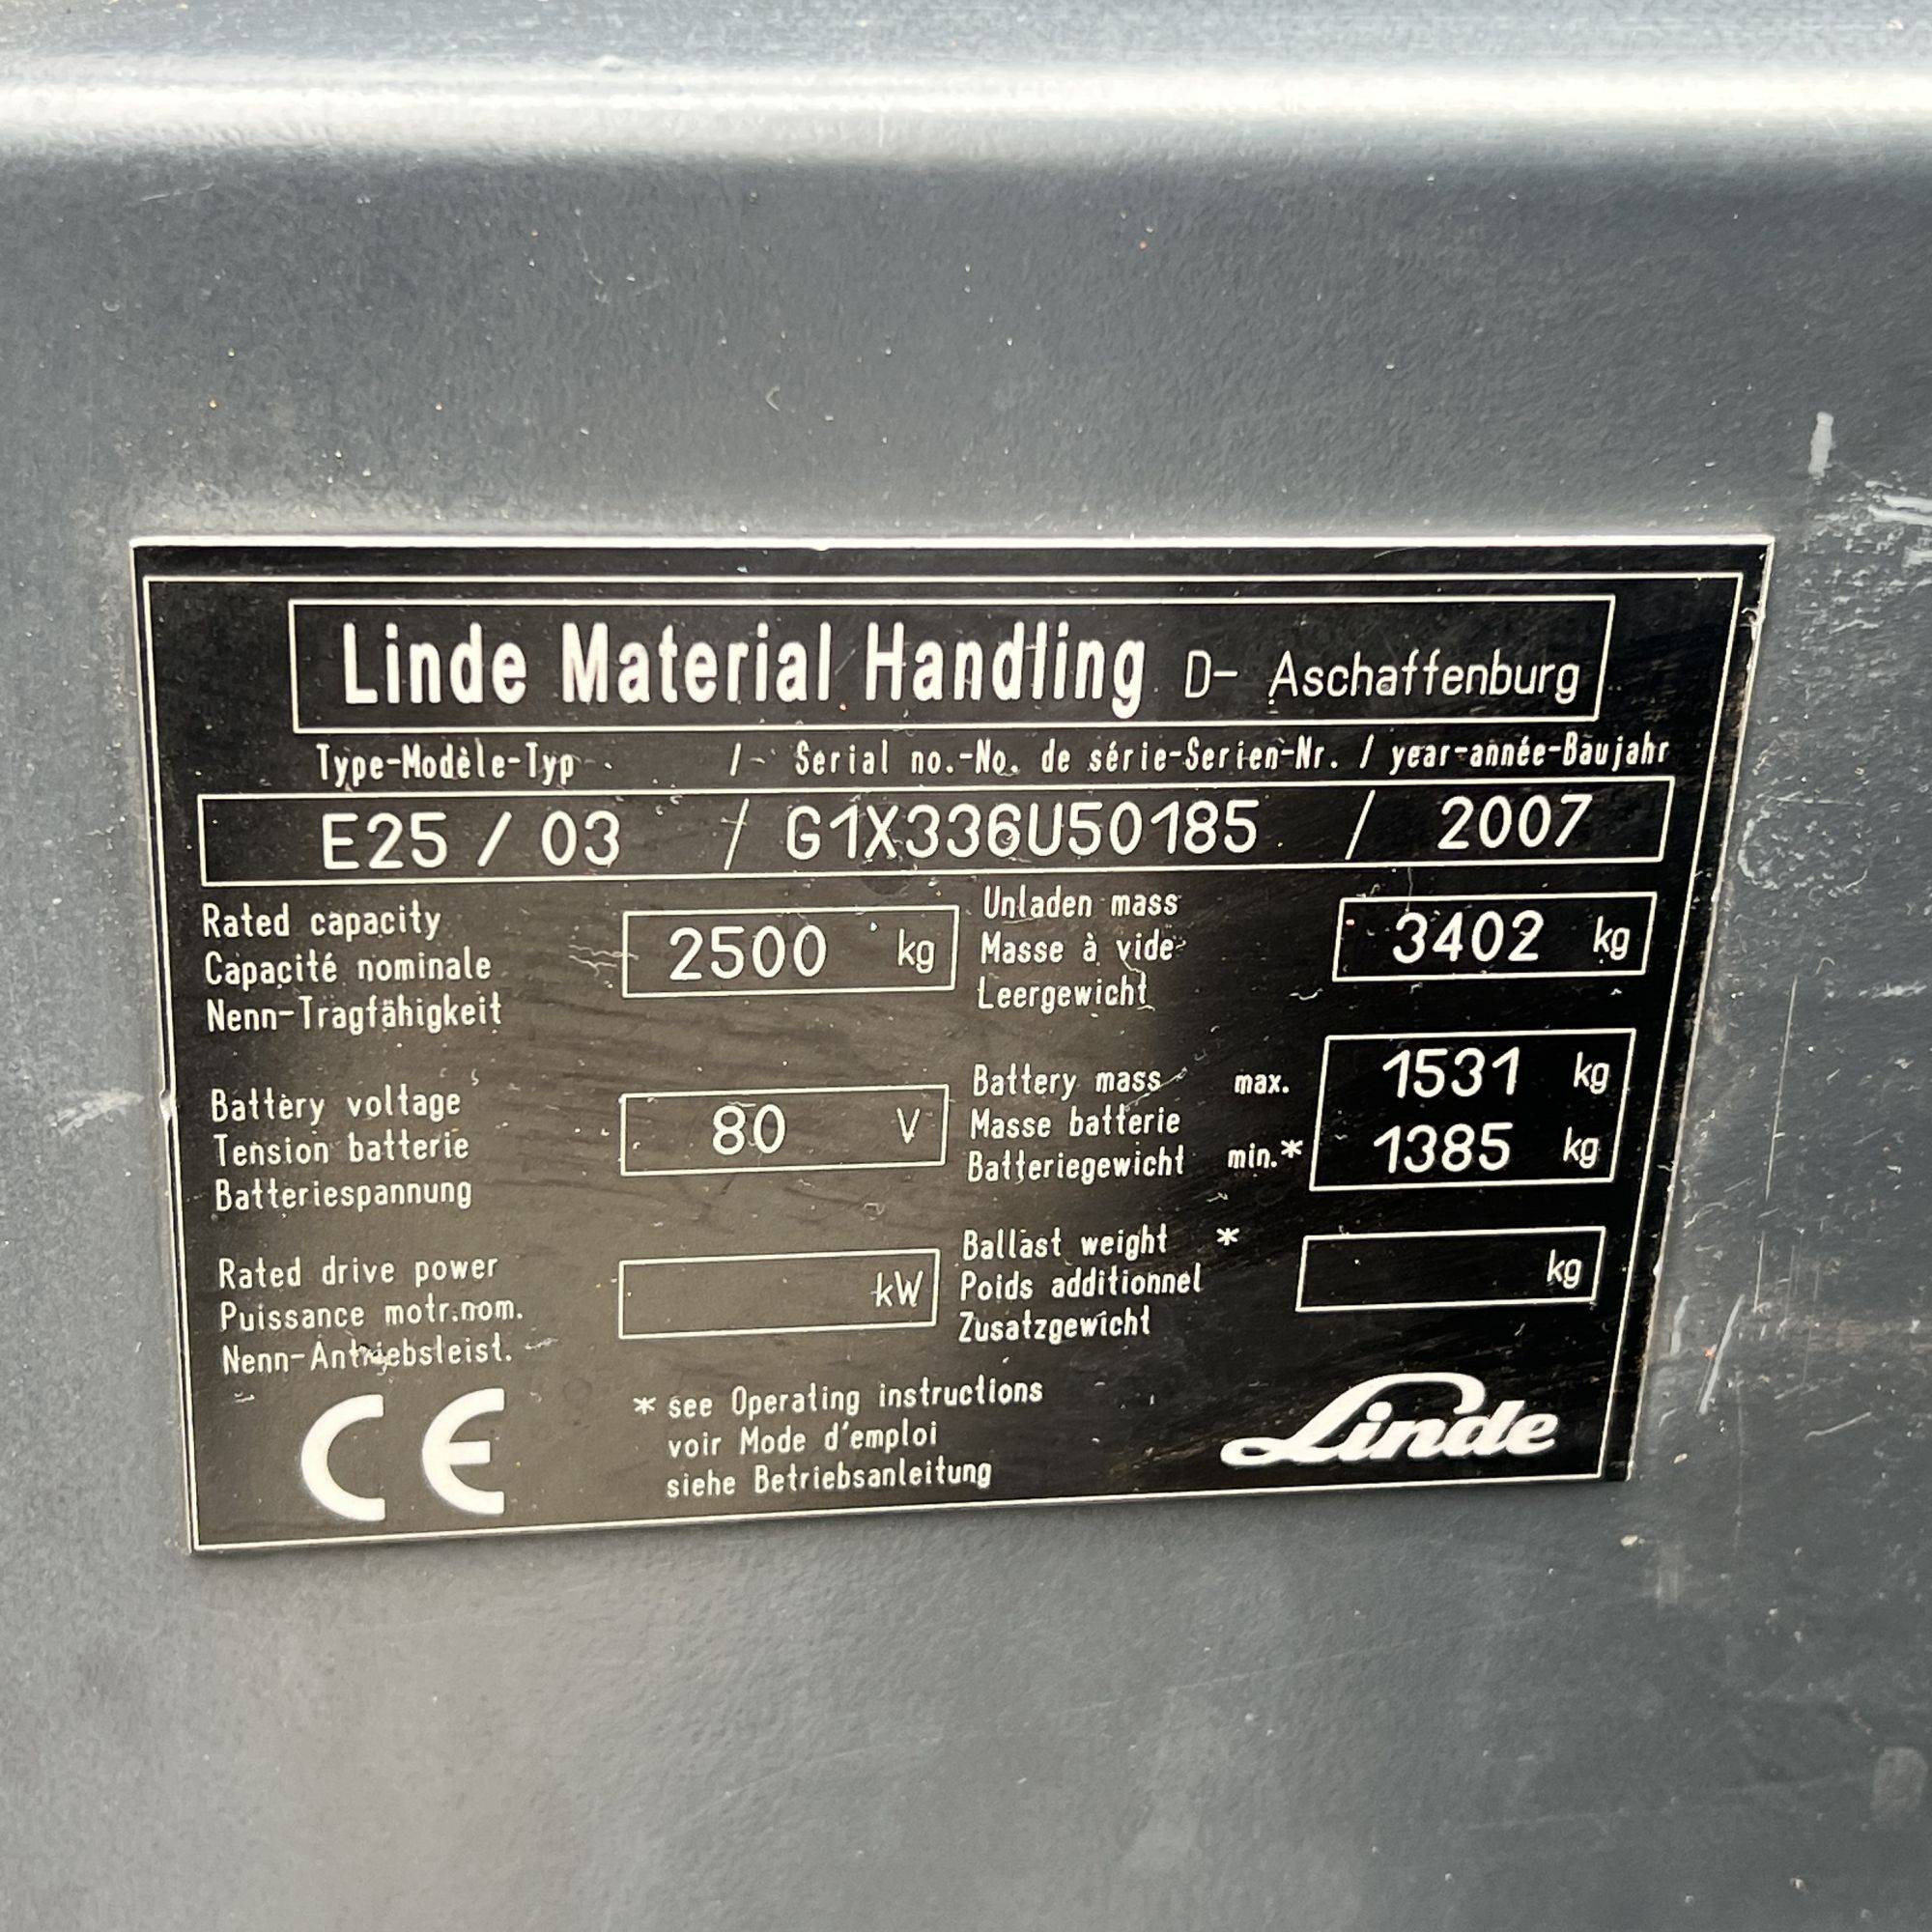 Linde Material Handling D- Aschaffenburg
Type-Modèle-Typ / Serial no.-No. de série-Serien-Nr. / year-année-Baujahr
E25 / 03 / G1X336U50185 / 2007
Rated capacity
Capacité nominale
Nenn-Tragfähigkeit
2500 kg
Unladen mass
Masse à vide
Leergewicht
3402 kg
Battery voltage
Tension batterie
Batteriespannung
80 V
Battery mass max. 1531 kg
Masse batterie
Batteriegewicht min.* 1385 kg
Rated drive power
Puissance motr.nom.
Nenn-Antriebsleist.
kW
Ballast weight *
Poids additionnel
Zusatzgewicht
kg
CE
* see Operating instructions
voir Mode d'emploi
siehe Betriebsanleitung
Linde